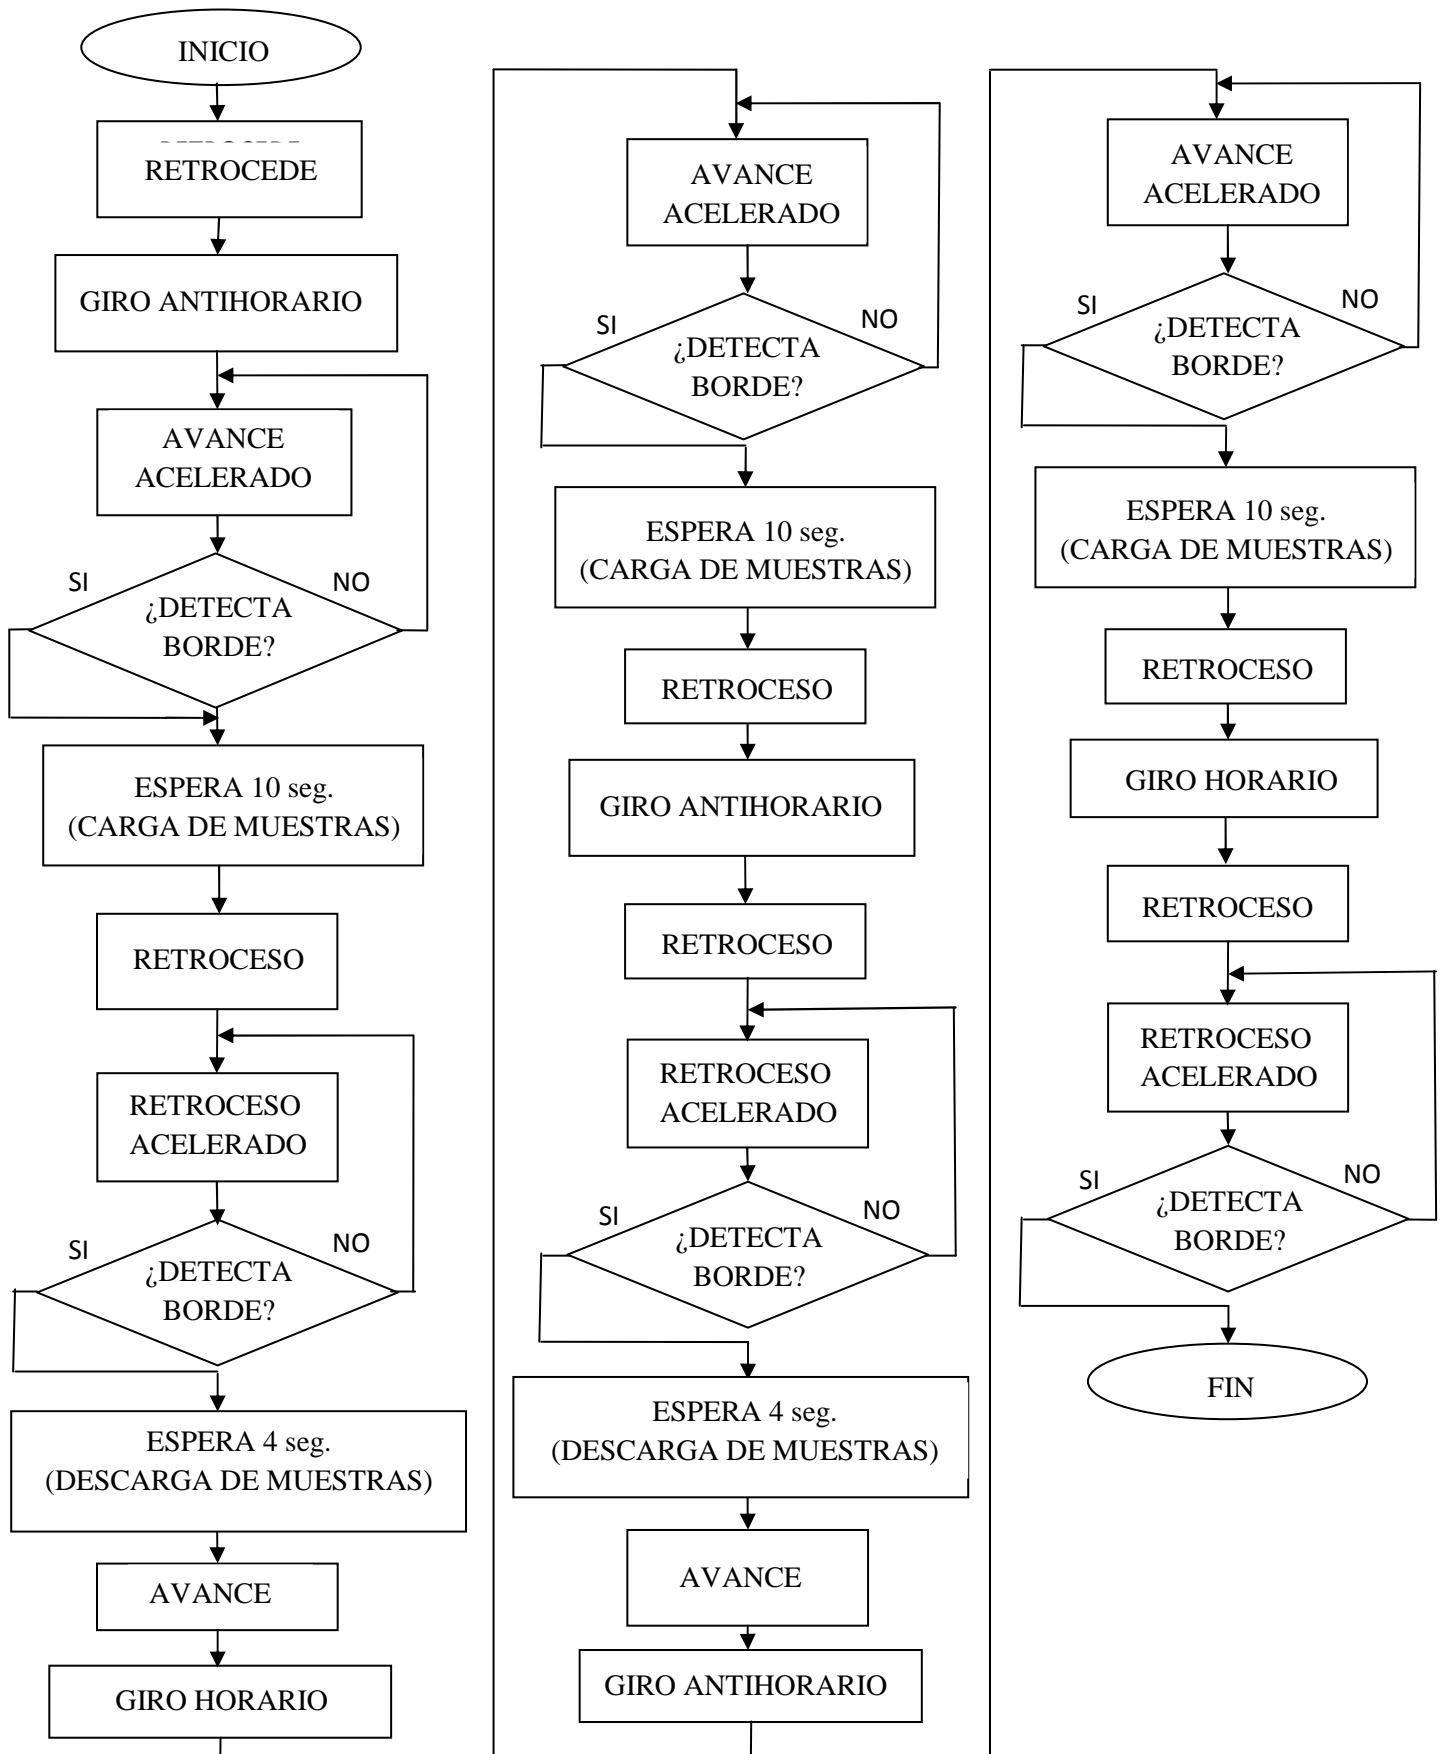 INICIO
RETROCEDE
GIRO ANTIHORARIO
AVANCE
ACELERADO
SI
NO
¿DETECTA
BORDE?
ESPERA 10 seg.
(CARGA DE MUESTRAS)
RETROCESO
RETROCESO
ACELERADO
SI
NO
¿DETECTA
BORDE?
ESPERA 4 seg.
(DESCARGA DE MUESTRAS)
AVANCE
GIRO HORARIO
AVANCE
ACELERADO
SI
NO
¿DETECTA
BORDE?
ESPERA 10 seg.
(CARGA DE MUESTRAS)
RETROCESO
GIRO ANTIHORARIO
RETROCESO
RETROCESO
ACELERADO
SI
NO
¿DETECTA
BORDE?
ESPERA 4 seg.
(DESCARGA DE MUESTRAS)
AVANCE
GIRO ANTIHORARIO
AVANCE
ACELERADO
SI
NO
¿DETECTA
BORDE?
ESPERA 10 seg.
(CARGA DE MUESTRAS)
RETROCESO
GIRO HORARIO
RETROCESO
RETROCESO
ACELERADO
SI
NO
¿DETECTA
BORDE?
FIN